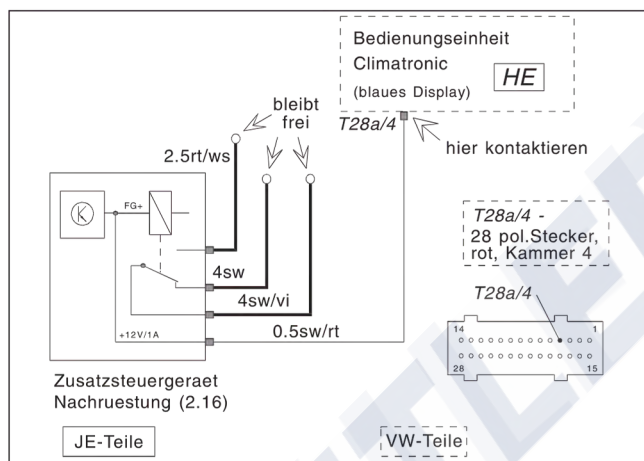 Bedienungseinheit
Climatronic
(blaues Display)
HE
bleibt
frei
T28a/4
hier kontaktieren
2.5rt/ws
FG+
T28a/4 -
28 pol.Stecker,
rot, Kammer 4
4sw
4sw/vi
T28a/4
+12V/1A
0.5sw/rt
14
1
28
15
Zusatzsteuergeraet
Nachruestung (2.16)
JE-Teile
VW-Teile